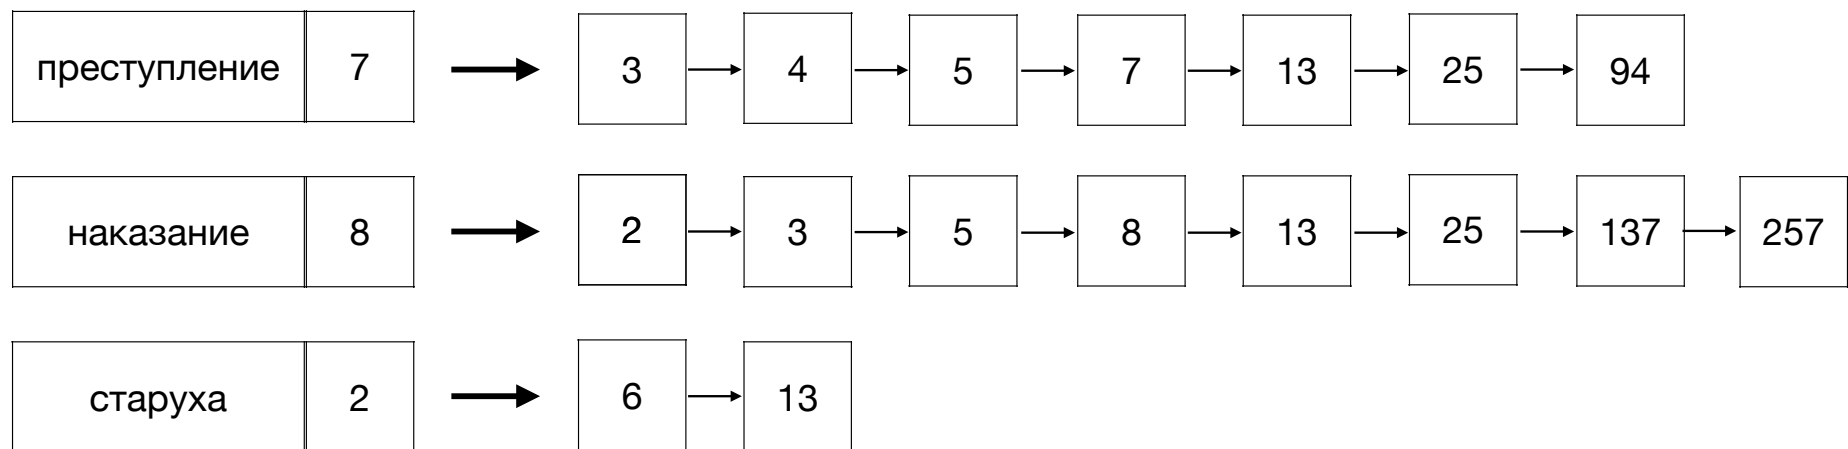 преступление 7 3 4 5 7 13 25 94
наказание 8 2 3 5 8 13 25 137 257
старуха 2 6 13